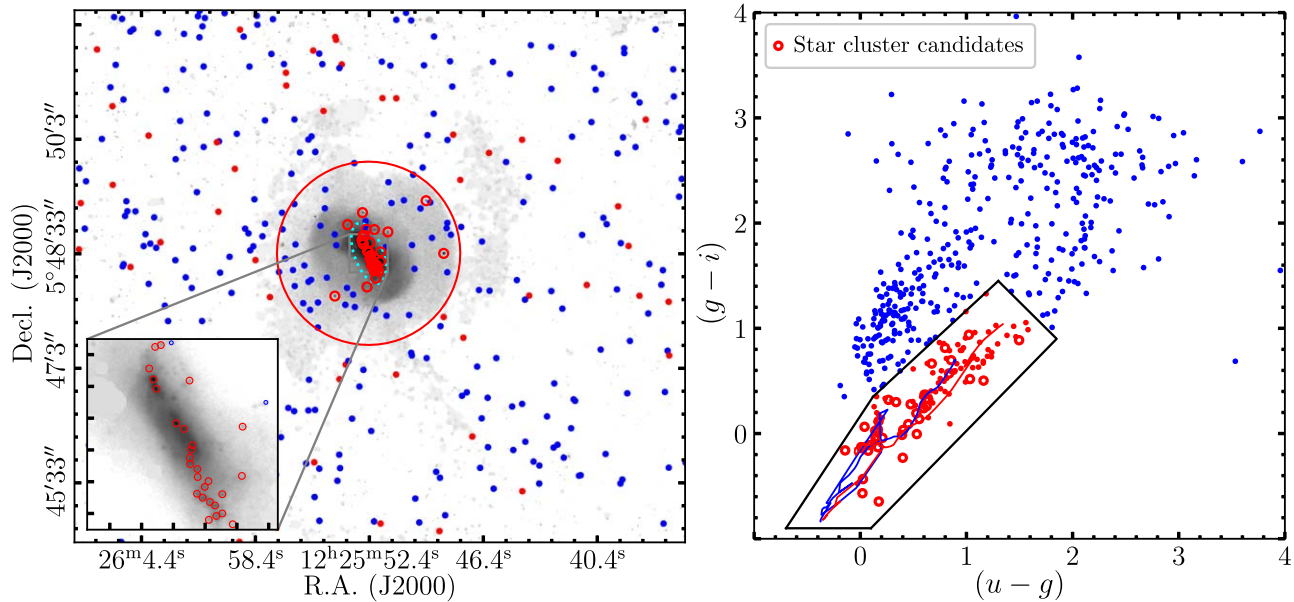 Decl. (J2000)
50′3″
5°48′33″
47′3″
45′33″
26ᵐ4.4ˢ
58.4ˢ
12ʰ25ᵐ52.4ˢ
46.4ˢ
40.4ˢ
R.A. (J2000)
Star cluster candidates
(g − i)
4
3
2
1
0
0
1
2
3
4
(u − g)